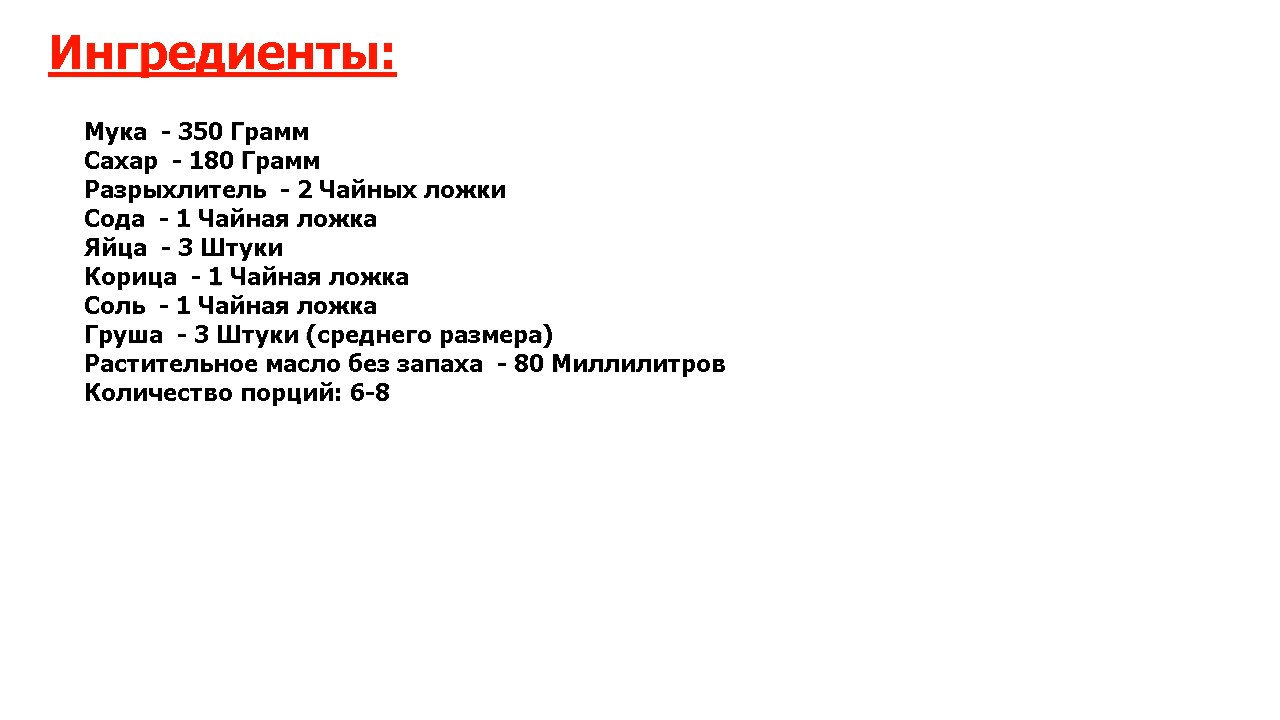 Ингредиенты:
Мука - 350 Грамм
Сахар - 180 Грамм
Разрыхлитель - 2 Чайных ложки
Сода - 1 Чайная ложка
Яйца - 3 Штуки
Корица - 1 Чайная ложка
Соль - 1 Чайная ложка
Груша - 3 Штуки (среднего размера)
Растительное масло без запаха - 80 Миллилитров
Количество порций: 6-8